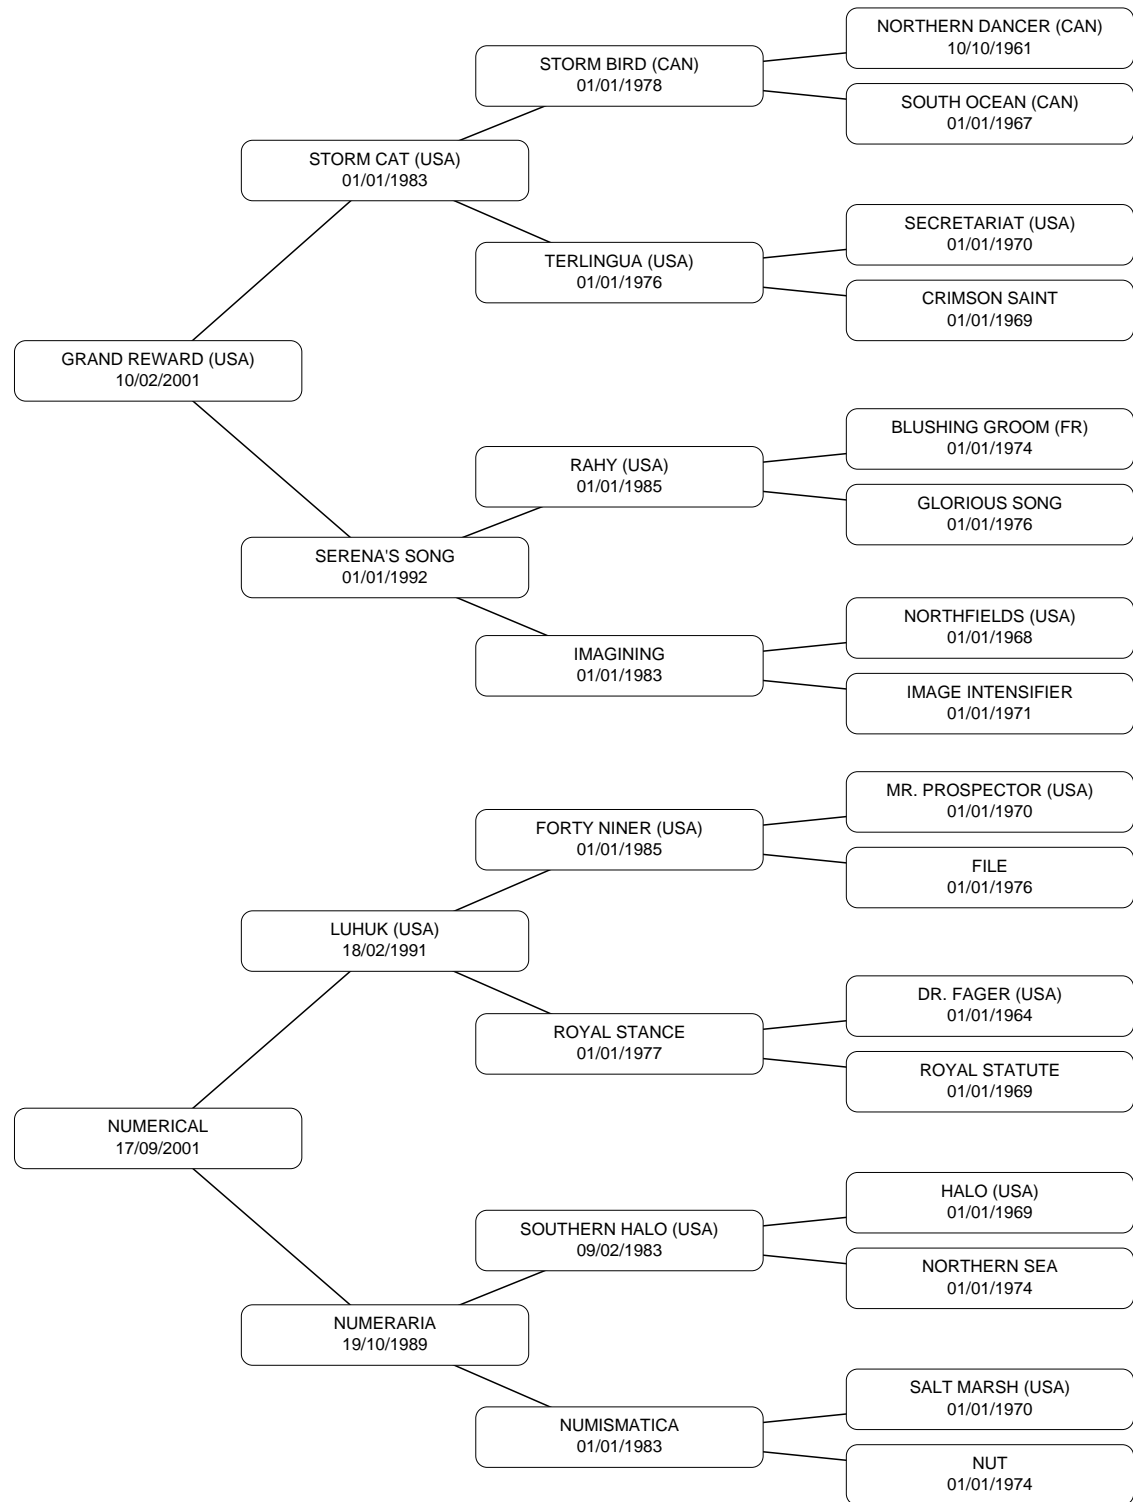 NORTHERN DANCER (CAN)
10/10/1961
STORM BIRD (CAN)
01/01/1978
SOUTH OCEAN (CAN)
01/01/1967
STORM CAT (USA)
01/01/1983
SECRETARIAT (USA)
01/01/1970
TERLINGUA (USA)
01/01/1976
CRIMSON SAINT
01/01/1969
GRAND REWARD (USA)
10/02/2001
BLUSHING GROOM (FR)
01/01/1974
RAHY (USA)
01/01/1985
GLORIOUS SONG
01/01/1976
SERENA'S SONG
01/01/1992
NORTHFIELDS (USA)
01/01/1968
IMAGINING
01/01/1983
IMAGE INTENSIFIER
01/01/1971
MR. PROSPECTOR (USA)
01/01/1970
FORTY NINER (USA)
01/01/1985
FILE
01/01/1976
LUHUK (USA)
18/02/1991
DR. FAGER (USA)
01/01/1964
ROYAL STANCE
01/01/1977
ROYAL STATUTE
01/01/1969
NUMERICAL
17/09/2001
HALO (USA)
01/01/1969
SOUTHERN HALO (USA)
09/02/1983
NORTHERN SEA
01/01/1974
NUMERARIA
19/10/1989
SALT MARSH (USA)
01/01/1970
NUMISMATICA
01/01/1983
NUT
01/01/1974